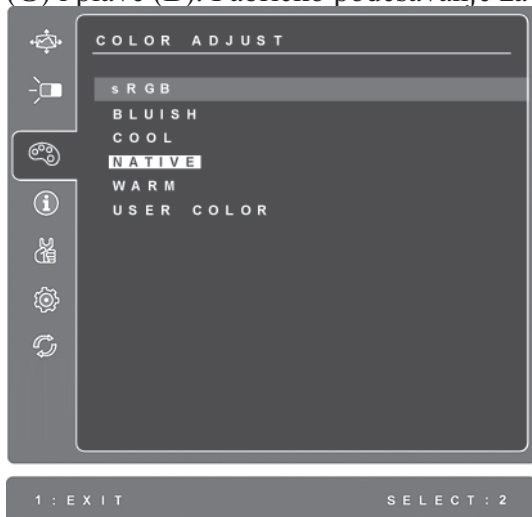 COLOR ADJUST
sRGB
BLUISH
COOL
NATIVE
WARM
USER COLOR
1:EXIT SELECT:2